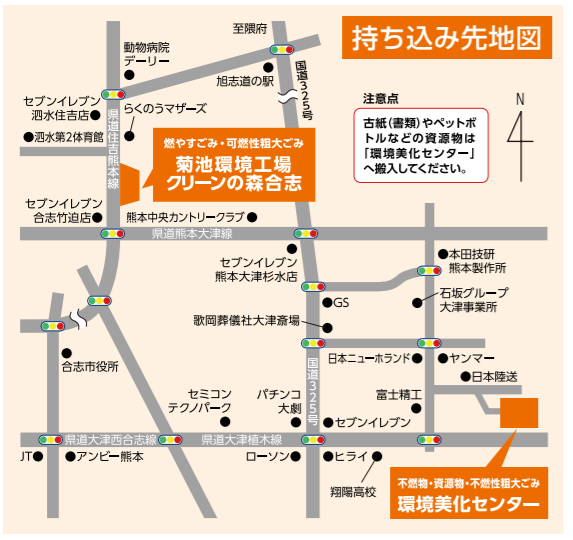 持ち込み先地図
至隈府
動物病院
デーリー
旭志道の駅
国道325号
注意点
古紙(書類)やペットボ
トルなどの資源物は
「環境美化センター」
へ搬入してください。
N
セブンイレブン
泗水住吉店
らくのうマザーズ
泗水第2体育館
県道住吉熊本線
燃やすごみ・可燃性粗大ごみ
菊池環境工場
クリーンの森合志
セブンイレブン
合志竹迫店
熊本中央カントリークラブ
県道熊本大津線
セブンイレブン
熊本大津杉水店
本田技研
熊本製作所
GS
石坂グループ
大津事業所
歌岡葬儀社大津斎場
合志市役所
日本ニューホランド
ヤンマー
国道325号
日本陸送
セミコン
テクノパーク
パチンコ
大劇
富士精工
セブンイレブン
県道大津西合志線
県道大津植木線
JT
アンビー熊本
ローソン
ヒライ
翔陽高校
不燃物・資源物・不燃性粗大ごみ
環境美化センター